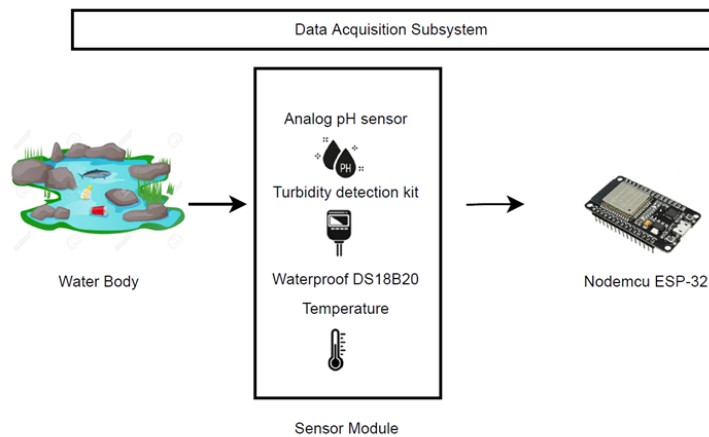 Data Acquisition Subsystem
Analog pH sensor
PH
Turbidity detection kit
Waterproof DS18B20
Temperature
Water Body
Nodemcu ESP-32
Sensor Module